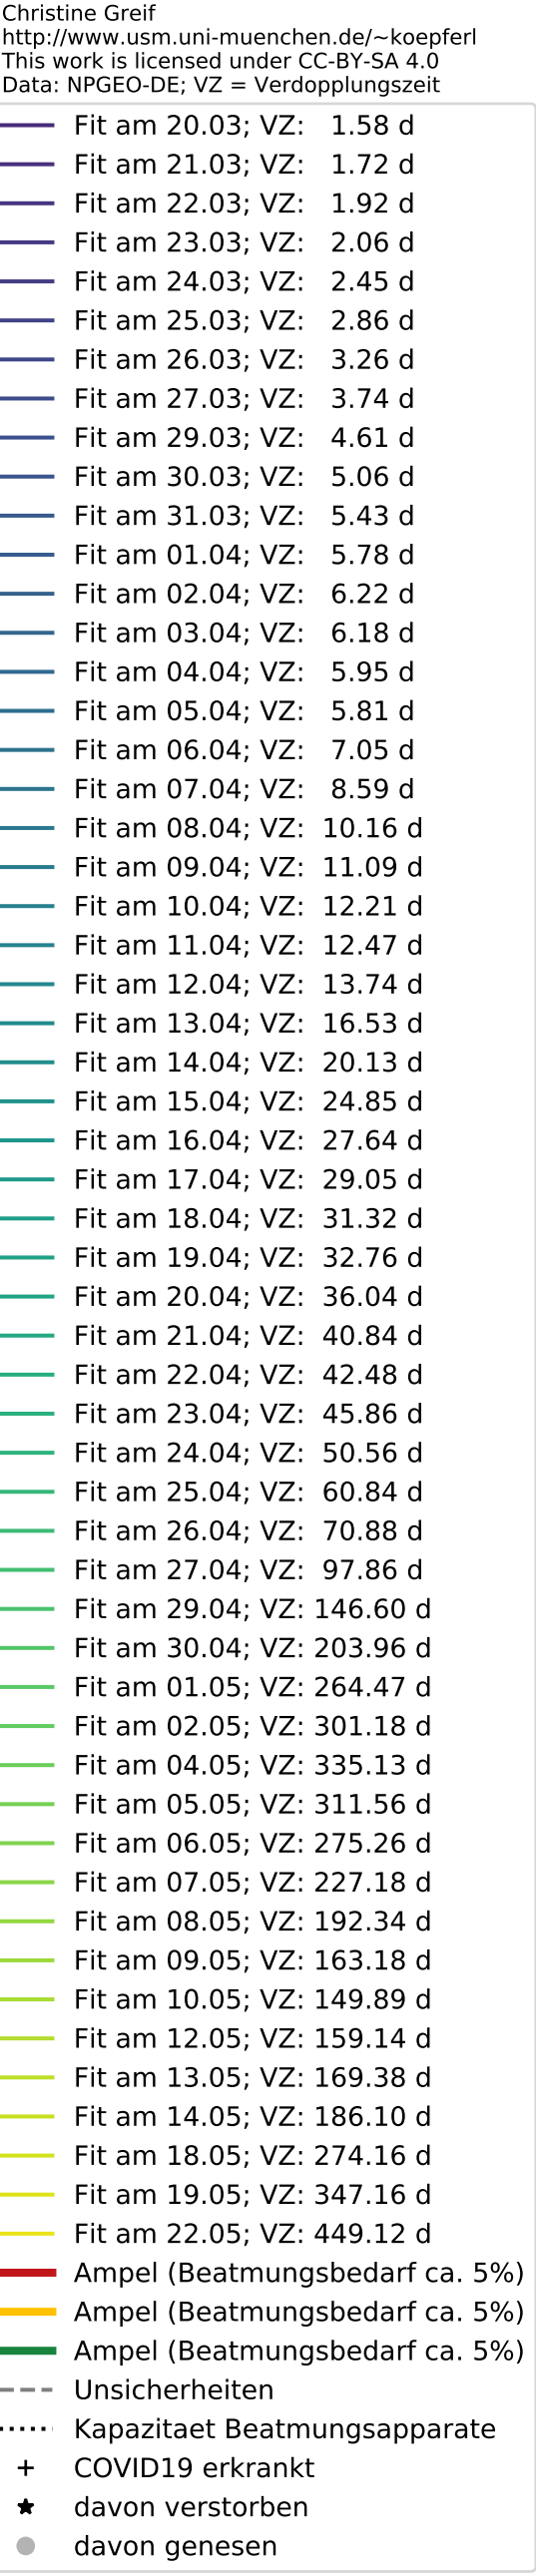 Christine Greif
http://www.usm.uni-muenchen.de/~koepferl
This work is licensed under CC-BY-SA 4.0
Data: NPGEO-DE; VZ = Verdopplungszeit
Fit am 20.03; VZ: 1.58 d
Fit am 21.03; VZ: 1.72 d
Fit am 22.03; VZ: 1.92 d
Fit am 23.03; VZ: 2.06 d
Fit am 24.03; VZ: 2.45 d
Fit am 25.03; VZ: 2.86 d
Fit am 26.03; VZ: 3.26 d
Fit am 27.03; VZ: 3.74 d
Fit am 29.03; VZ: 4.61 d
Fit am 30.03; VZ: 5.06 d
Fit am 31.03; VZ: 5.43 d
Fit am 01.04; VZ: 5.78 d
Fit am 02.04; VZ: 6.22 d
Fit am 03.04; VZ: 6.18 d
Fit am 04.04; VZ: 5.95 d
Fit am 05.04; VZ: 5.81 d
Fit am 06.04; VZ: 7.05 d
Fit am 07.04; VZ: 8.59 d
Fit am 08.04; VZ: 10.16 d
Fit am 09.04; VZ: 11.09 d
Fit am 10.04; VZ: 12.21 d
Fit am 11.04; VZ: 12.47 d
Fit am 12.04; VZ: 13.74 d
Fit am 13.04; VZ: 16.53 d
Fit am 14.04; VZ: 20.13 d
Fit am 15.04; VZ: 24.85 d
Fit am 16.04; VZ: 27.64 d
Fit am 17.04; VZ: 29.05 d
Fit am 18.04; VZ: 31.32 d
Fit am 19.04; VZ: 32.76 d
Fit am 20.04; VZ: 36.04 d
Fit am 21.04; VZ: 40.84 d
Fit am 22.04; VZ: 42.48 d
Fit am 23.04; VZ: 45.86 d
Fit am 24.04; VZ: 50.56 d
Fit am 25.04; VZ: 60.84 d
Fit am 26.04; VZ: 70.88 d
Fit am 27.04; VZ: 97.86 d
Fit am 29.04; VZ: 146.60 d
Fit am 30.04; VZ: 203.96 d
Fit am 01.05; VZ: 264.47 d
Fit am 02.05; VZ: 301.18 d
Fit am 04.05; VZ: 335.13 d
Fit am 05.05; VZ: 311.56 d
Fit am 06.05; VZ: 275.26 d
Fit am 07.05; VZ: 227.18 d
Fit am 08.05; VZ: 192.34 d
Fit am 09.05; VZ: 163.18 d
Fit am 10.05; VZ: 149.89 d
Fit am 12.05; VZ: 159.14 d
Fit am 13.05; VZ: 169.38 d
Fit am 14.05; VZ: 186.10 d
Fit am 18.05; VZ: 274.16 d
Fit am 19.05; VZ: 347.16 d
Fit am 22.05; VZ: 449.12 d
Ampel (Beatmungsbedarf ca. 5%)
Ampel (Beatmungsbedarf ca. 5%)
Ampel (Beatmungsbedarf ca. 5%)
Unsicherheiten
Kapazitaet Beatmungsapparate
COVID19 erkrankt
davon verstorben
davon genesen